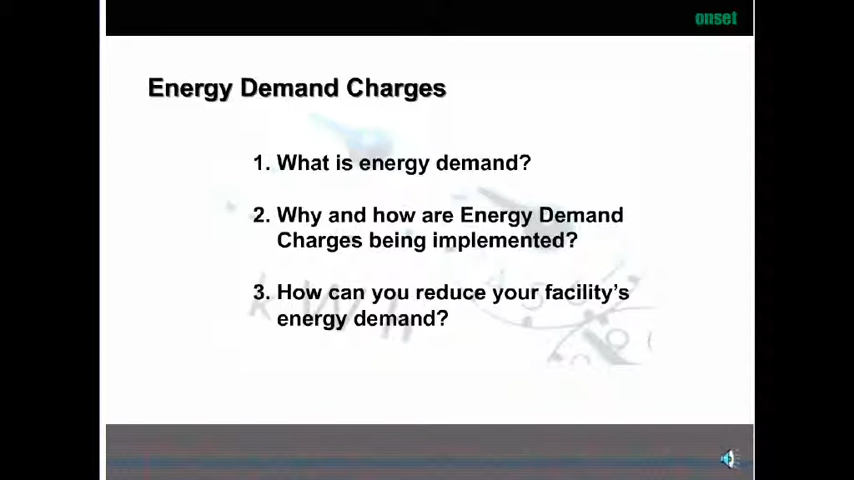 onset
Energy Demand Charges
1. What is energy demand?
2. Why and how are Energy Demand
Charges being implemented?
3. How can you reduce your facility's
energy demand?
kWh